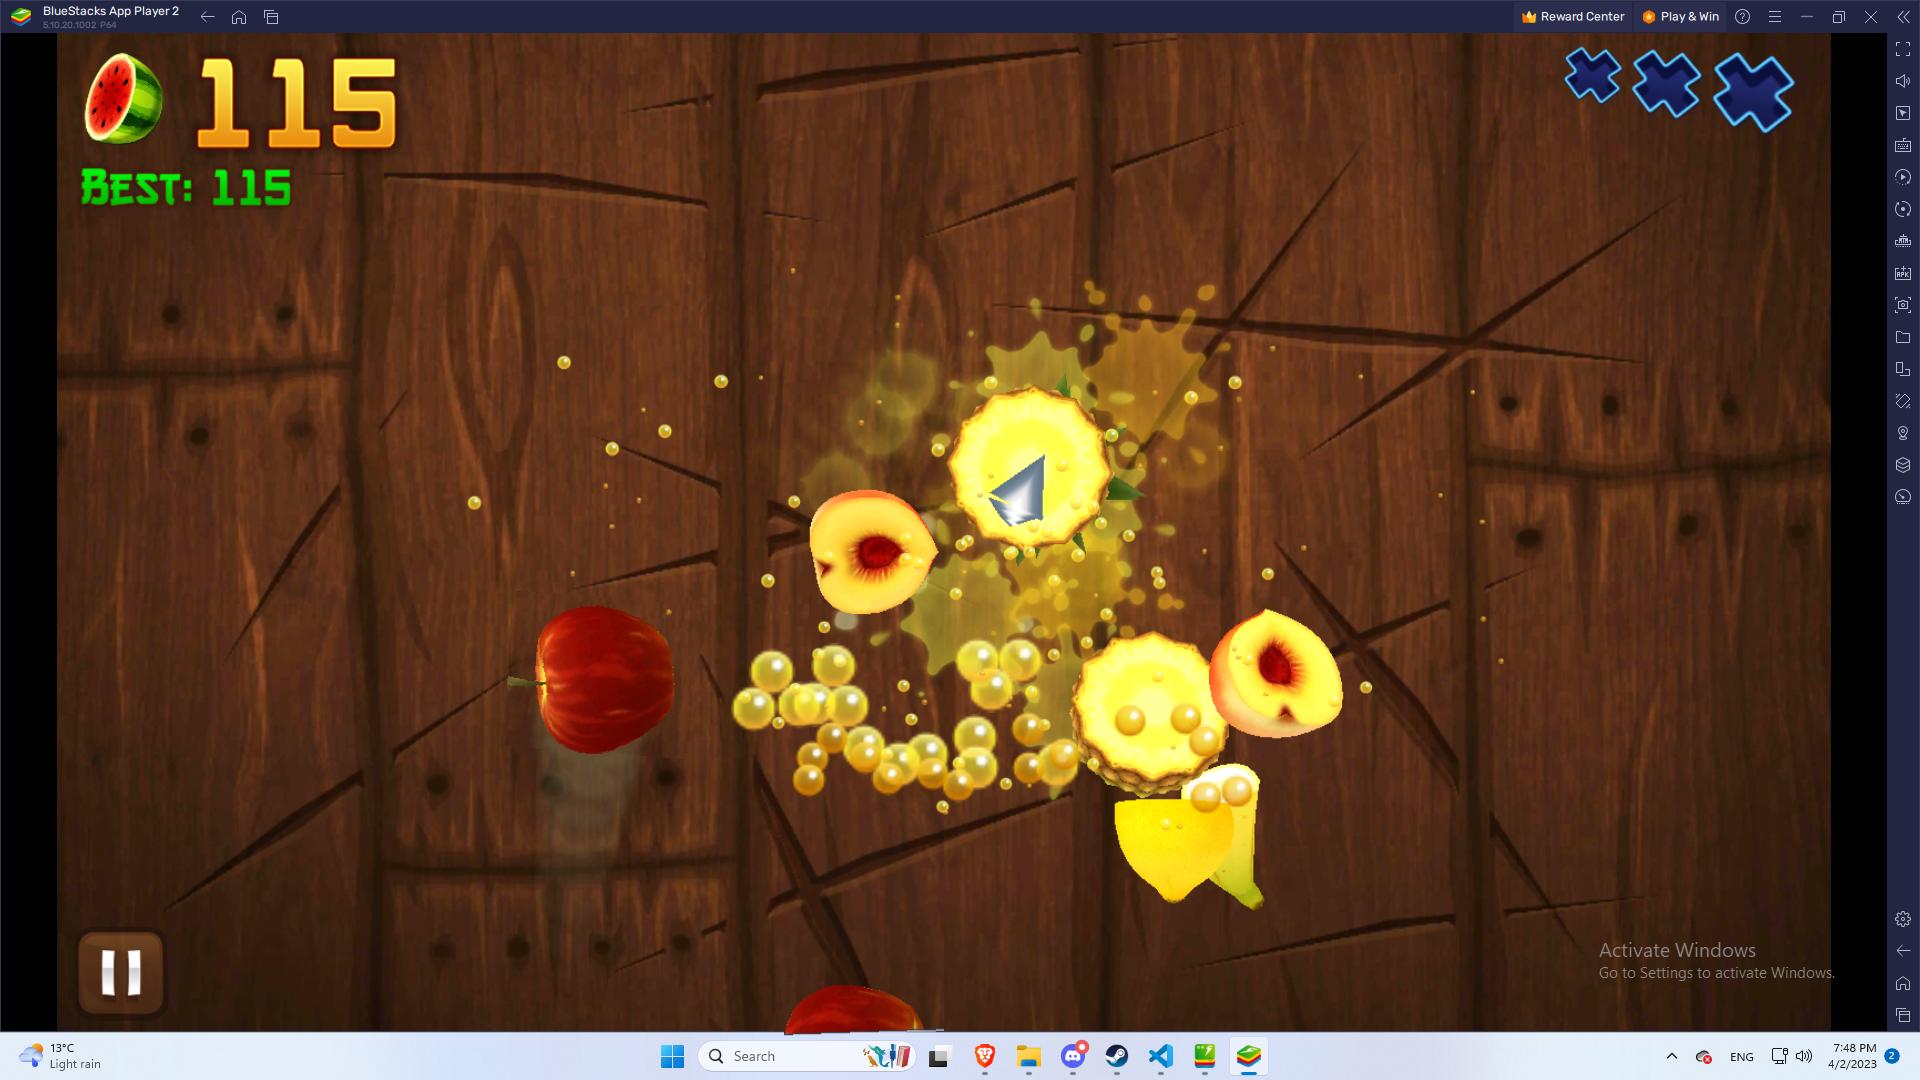 BlueStacks App Player 2
5.10.20.1002 P64
Reward Center
Play & Win
115
BEST: 115
Activate Windows
Go to Settings to activate Windows.
13°C
Light rain
Search
ENG
7:48 PM
4/2/2023
2